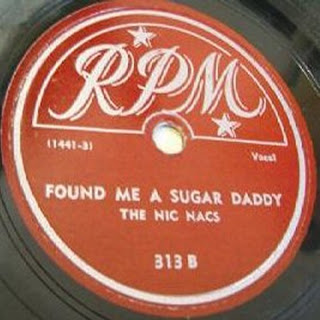 RPM
(1441-3)
Vocal
FOUND ME A SUGAR DADDY
THE NIC NACS
313 B